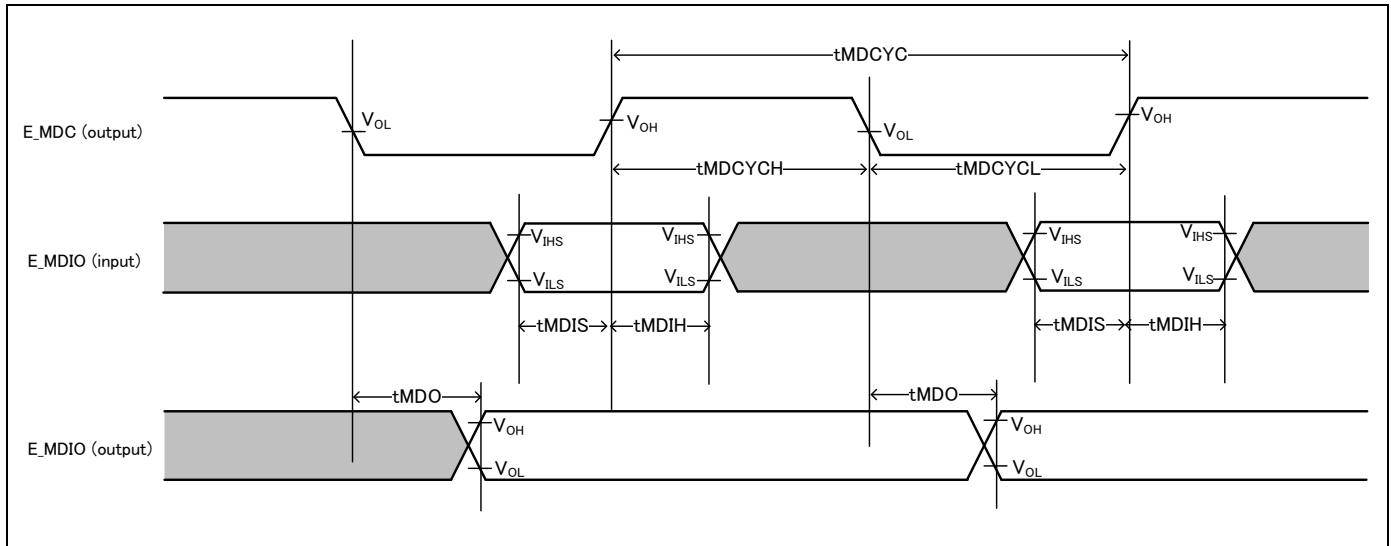 tMDCYC
E_MDC (output)
VOL
VOH
VOL
VOH
tMDCYCH
tMDCYCL
E_MDIO (input)
VIHS
VIHS
VIHS
VIHS
VILS
VILS
VILS
VILS
tMDIS
tMDIH
tMDIS
tMDIH
tMDO
tMDO
E_MDIO (output)
VOH
VOH
VOL
VOL